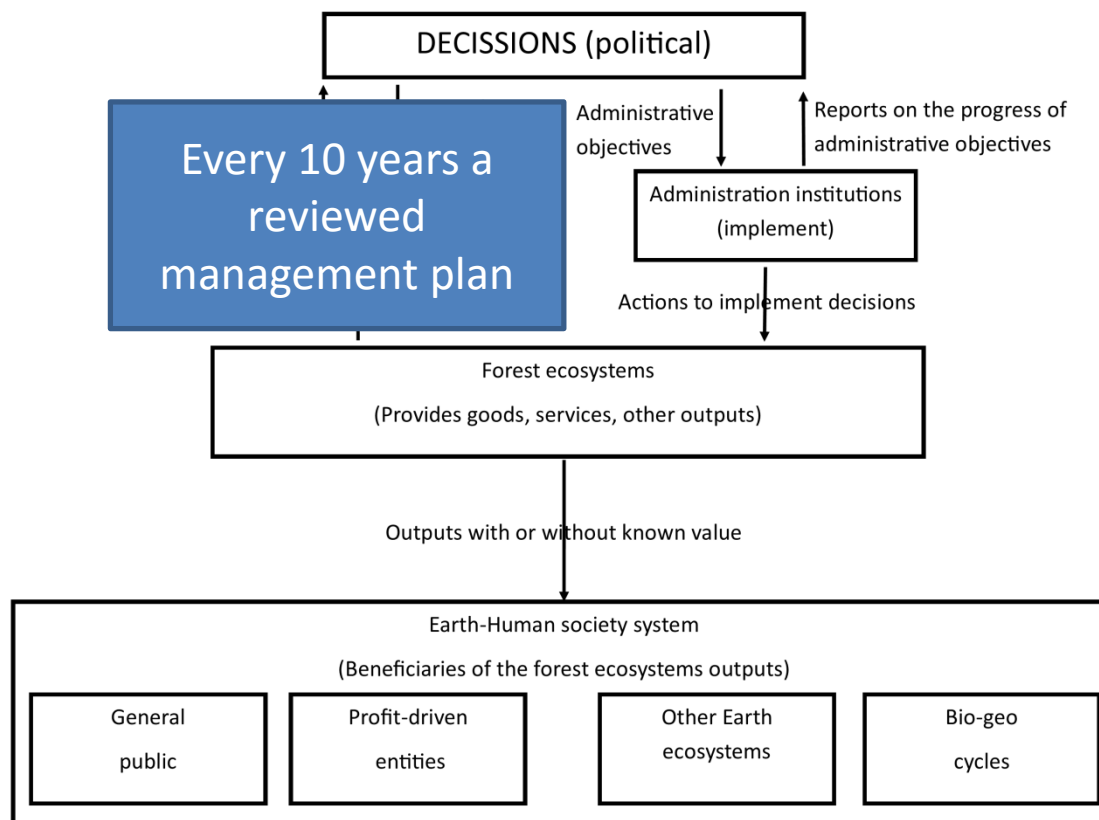 DECISSIONS (political)
Every 10 years a
reviewed
management plan
Administrative
objectives
Reports on the progress of
administrative objectives
Administration institutions
(implement)
Actions to implement decisions
Forest ecosystems
(Provides goods, services, other outputs)
Outputs with or without known value
Earth-Human society system
(Beneficiaries of the forest ecosystems outputs)
General
public
Profit-driven
entities
Other Earth
ecosystems
Bio-geo
cycles